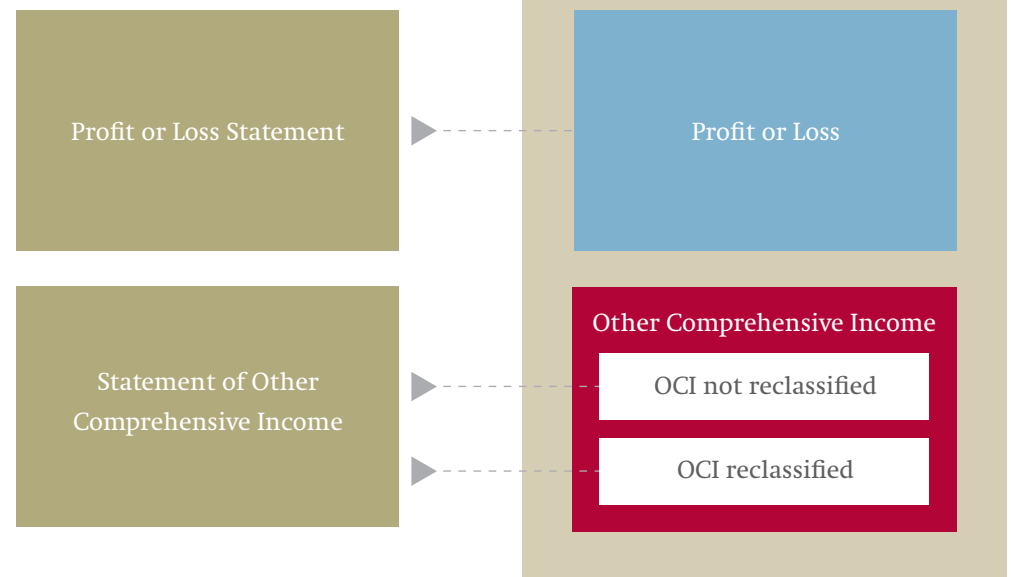 Profit or Loss Statement
Profit or Loss
Statement of Other
Comprehensive Income
Other Comprehensive Income
OCI not reclassified
OCI reclassified